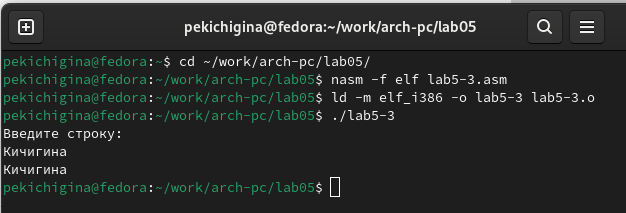 pekichigina@fedora:~/work/arch-pc/lab05
pekichigina@fedora:~$ cd ~/work/arch-pc/lab05/
pekichigina@fedora:~/work/arch-pc/lab05$ nasm -f elf lab5-3.asm
pekichigina@fedora:~/work/arch-pc/lab05$ ld -m elf_i386 -o lab5-3 lab5-3.o
pekichigina@fedora:~/work/arch-pc/lab05$ ./lab5-3
Введите строку:
Кичигина
Кичигина
pekichigina@fedora:~/work/arch-pc/lab05$